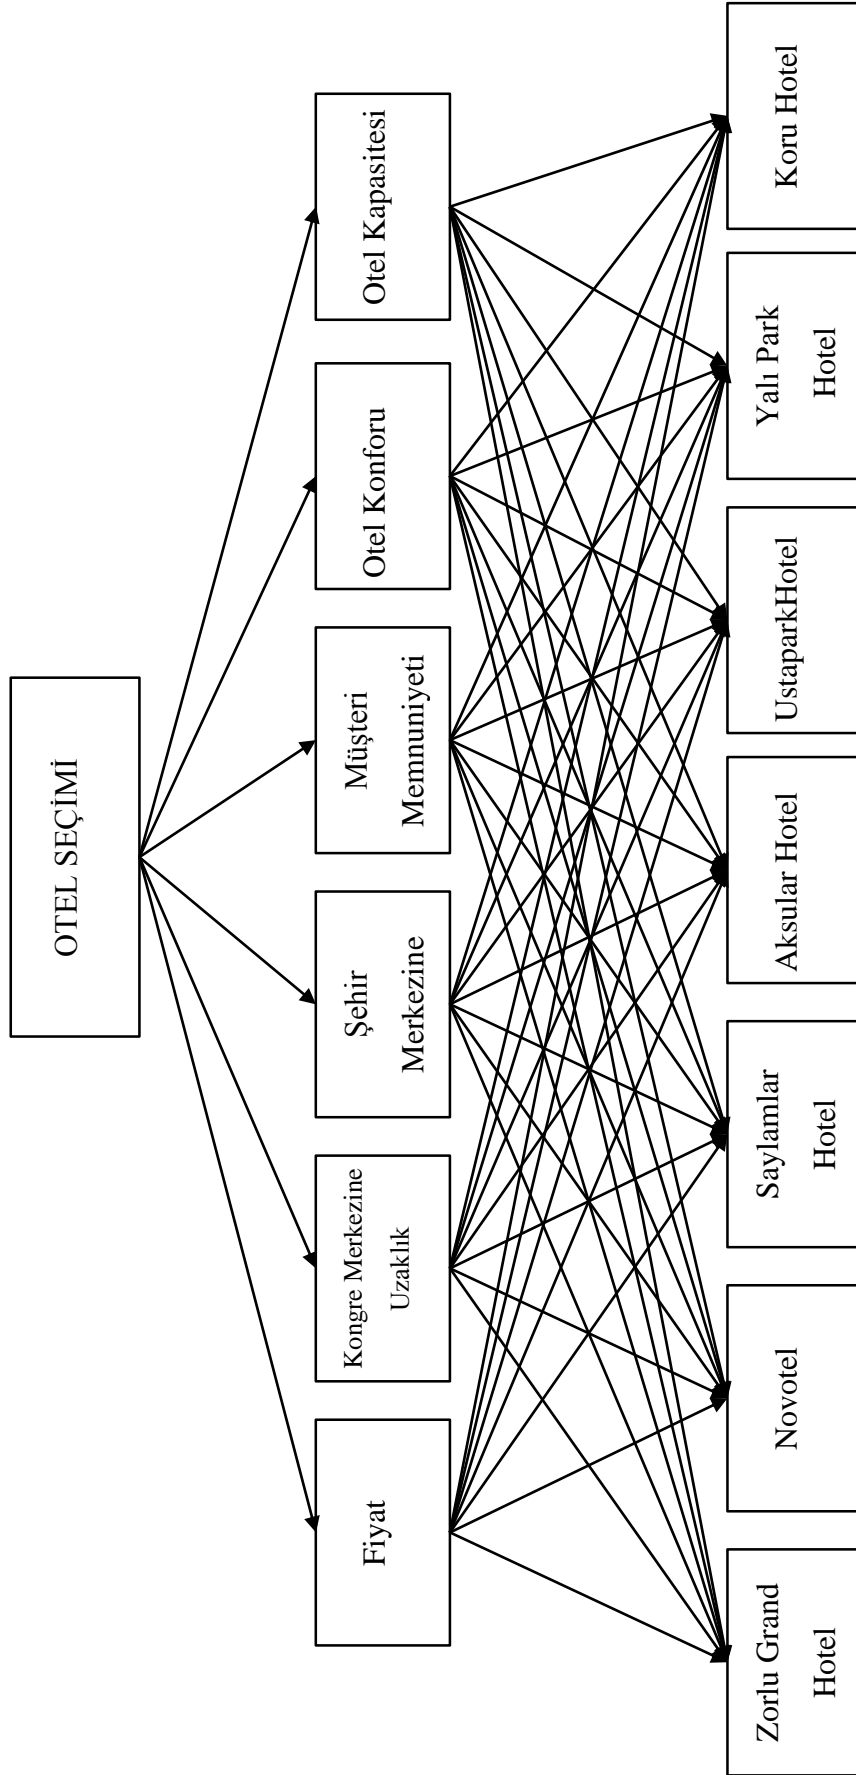 OTEL SEÇİMİ
Fiyat
Kongre Merkezine
Uzaklık
Şehir
Merkezine
Müşteri
Memnuniyeti
Otel Konforu
Otel Kapasitesi
Zorlu Grand
Hotel
Novotel
Saylamlar
Hotel
Aksular Hotel
UstaparkHotel
Yalı Park
Hotel
Koru Hotel